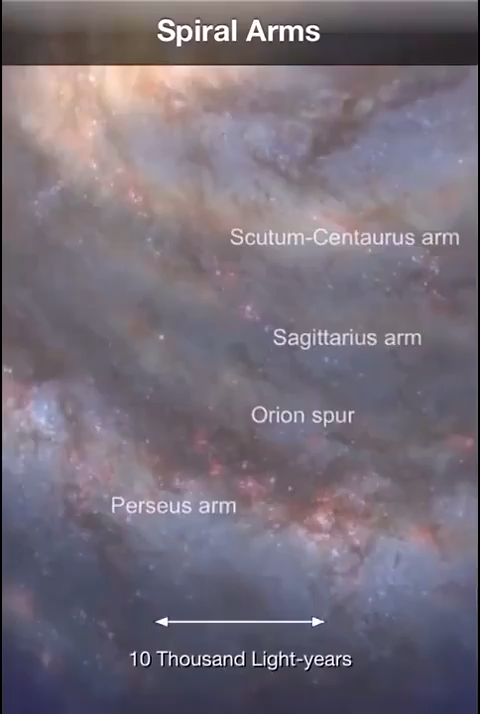 Spiral Arms
Scutum-Centaurus arm
Sagittarius arm
Orion spur
Perseus arm
10 Thousand Light-years